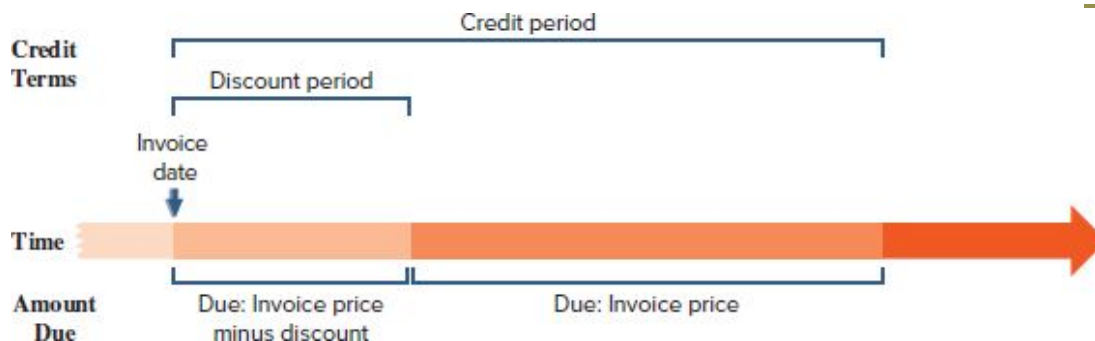 Credit period
Credit
Terms
Discount period
Invoice
date
Time
Amount
Due
Due: Invoice price
minus discount
Due: Invoice price